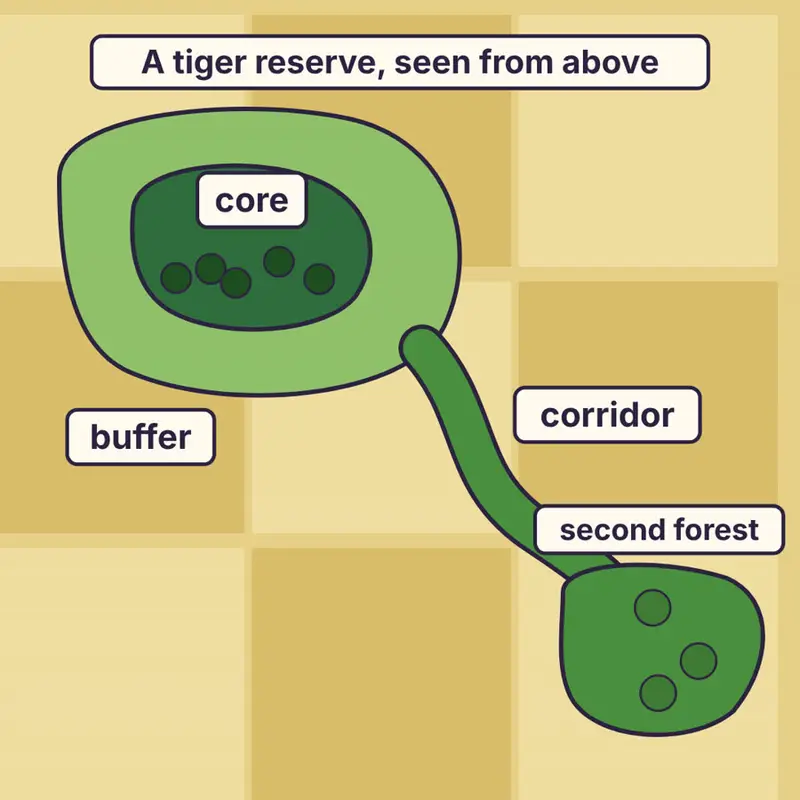 A tiger reserve, seen from above
core
buffer
corridor
second forest